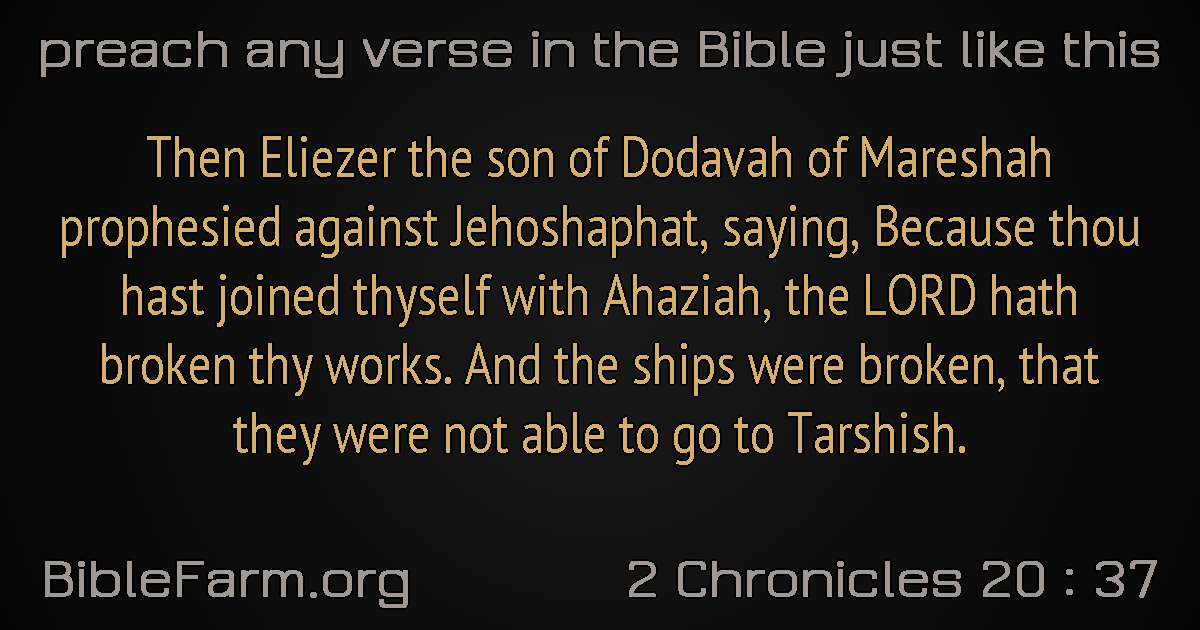 preach any verse in the Bible just like this
Then Eliezer the son of Dodavah of Mareshah
prophesied against Jehoshaphat, saying, Because thou
hast joined thyself with Ahaziah, the LORD hath
broken thy works. And the ships were broken, that
they were not able to go to Tarshish.
BibleFarm.org
2 Chronicles 20 : 37